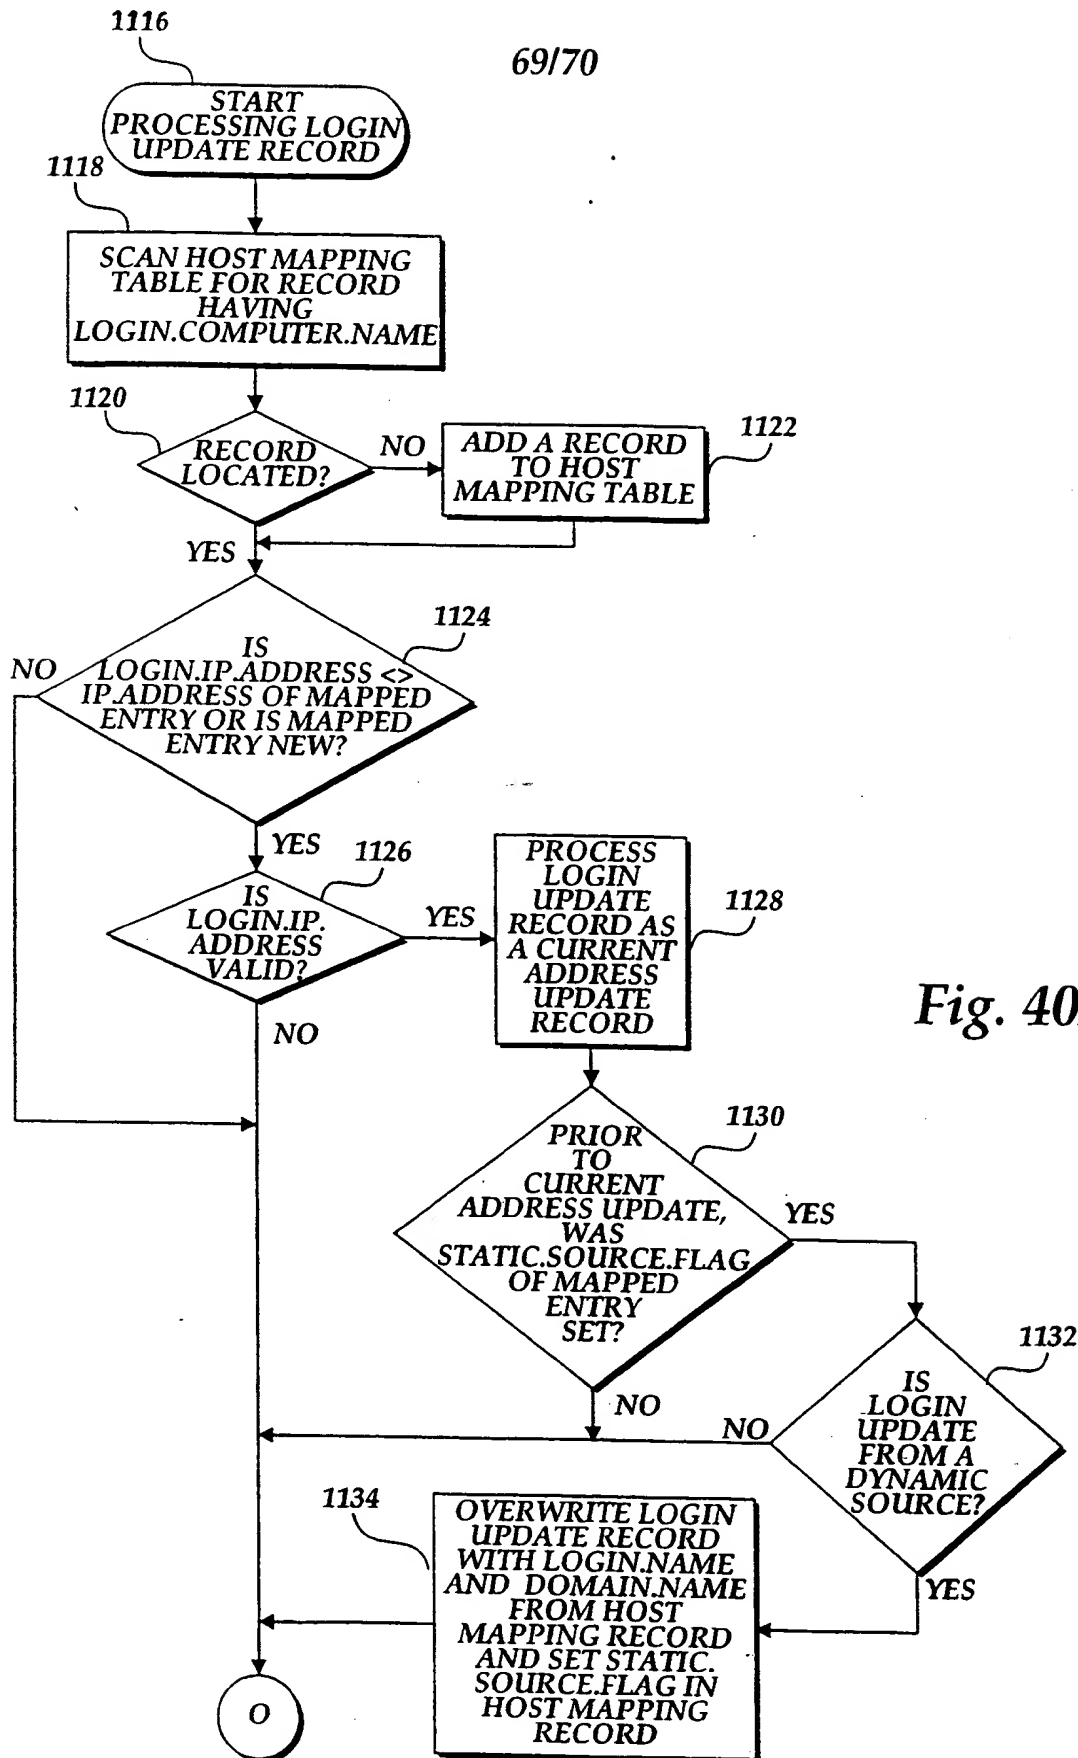 1116
69/70
START
PROCESSING LOGIN
UPDATE RECORD
1118
SCAN HOST MAPPING
TABLE FOR RECORD
HAVING
LOGIN.COMPUTER.NAME
1120
RECORD
LOCATED?
NO
ADD A RECORD
TO HOST
MAPPING TABLE
1122
YES
1124
IS
LOGIN.IP.ADDRESS <>
IP.ADDRESS OF MAPPED
ENTRY OR IS MAPPED
ENTRY NEW?
NO
YES
1126
IS
LOGIN.IP.
ADDRESS
VALID?
YES
NO
PROCESS
LOGIN
UPDATE
RECORD AS
A CURRENT
ADDRESS
UPDATE
RECORD
1128
Fig. 40
1130
PRIOR
TO
CURRENT
ADDRESS UPDATE,
WAS
STATIC.SOURCE.FLAG
OF MAPPED
ENTRY
SET?
YES
NO
1132
IS
LOGIN
UPDATE
FROM A
DYNAMIC
SOURCE?
NO
YES
1134
OVERWRITE LOGIN
UPDATE RECORD
WITH LOGIN.NAME
AND DOMAIN.NAME
FROM HOST
MAPPING RECORD
AND SET STATIC.
SOURCE.FLAG IN
HOST MAPPING
RECORD
O